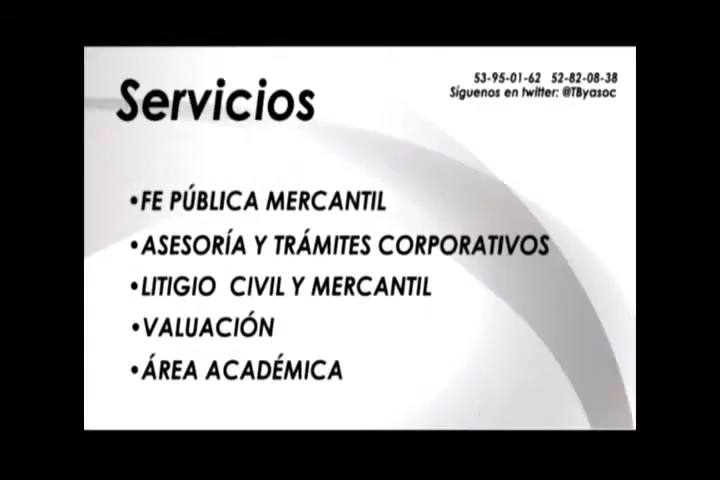 Servicios
53-95-01-62 52-82-08-38
Síguenos en twitter: @TByasoc
•FE PÚBLICA MERCANTIL
•ASESORÍA Y TRÁMITES CORPORATIVOS
•LITIGIO CIVIL Y MERCANTIL
•VALUACIÓN
•ÁREA ACADÉMICA